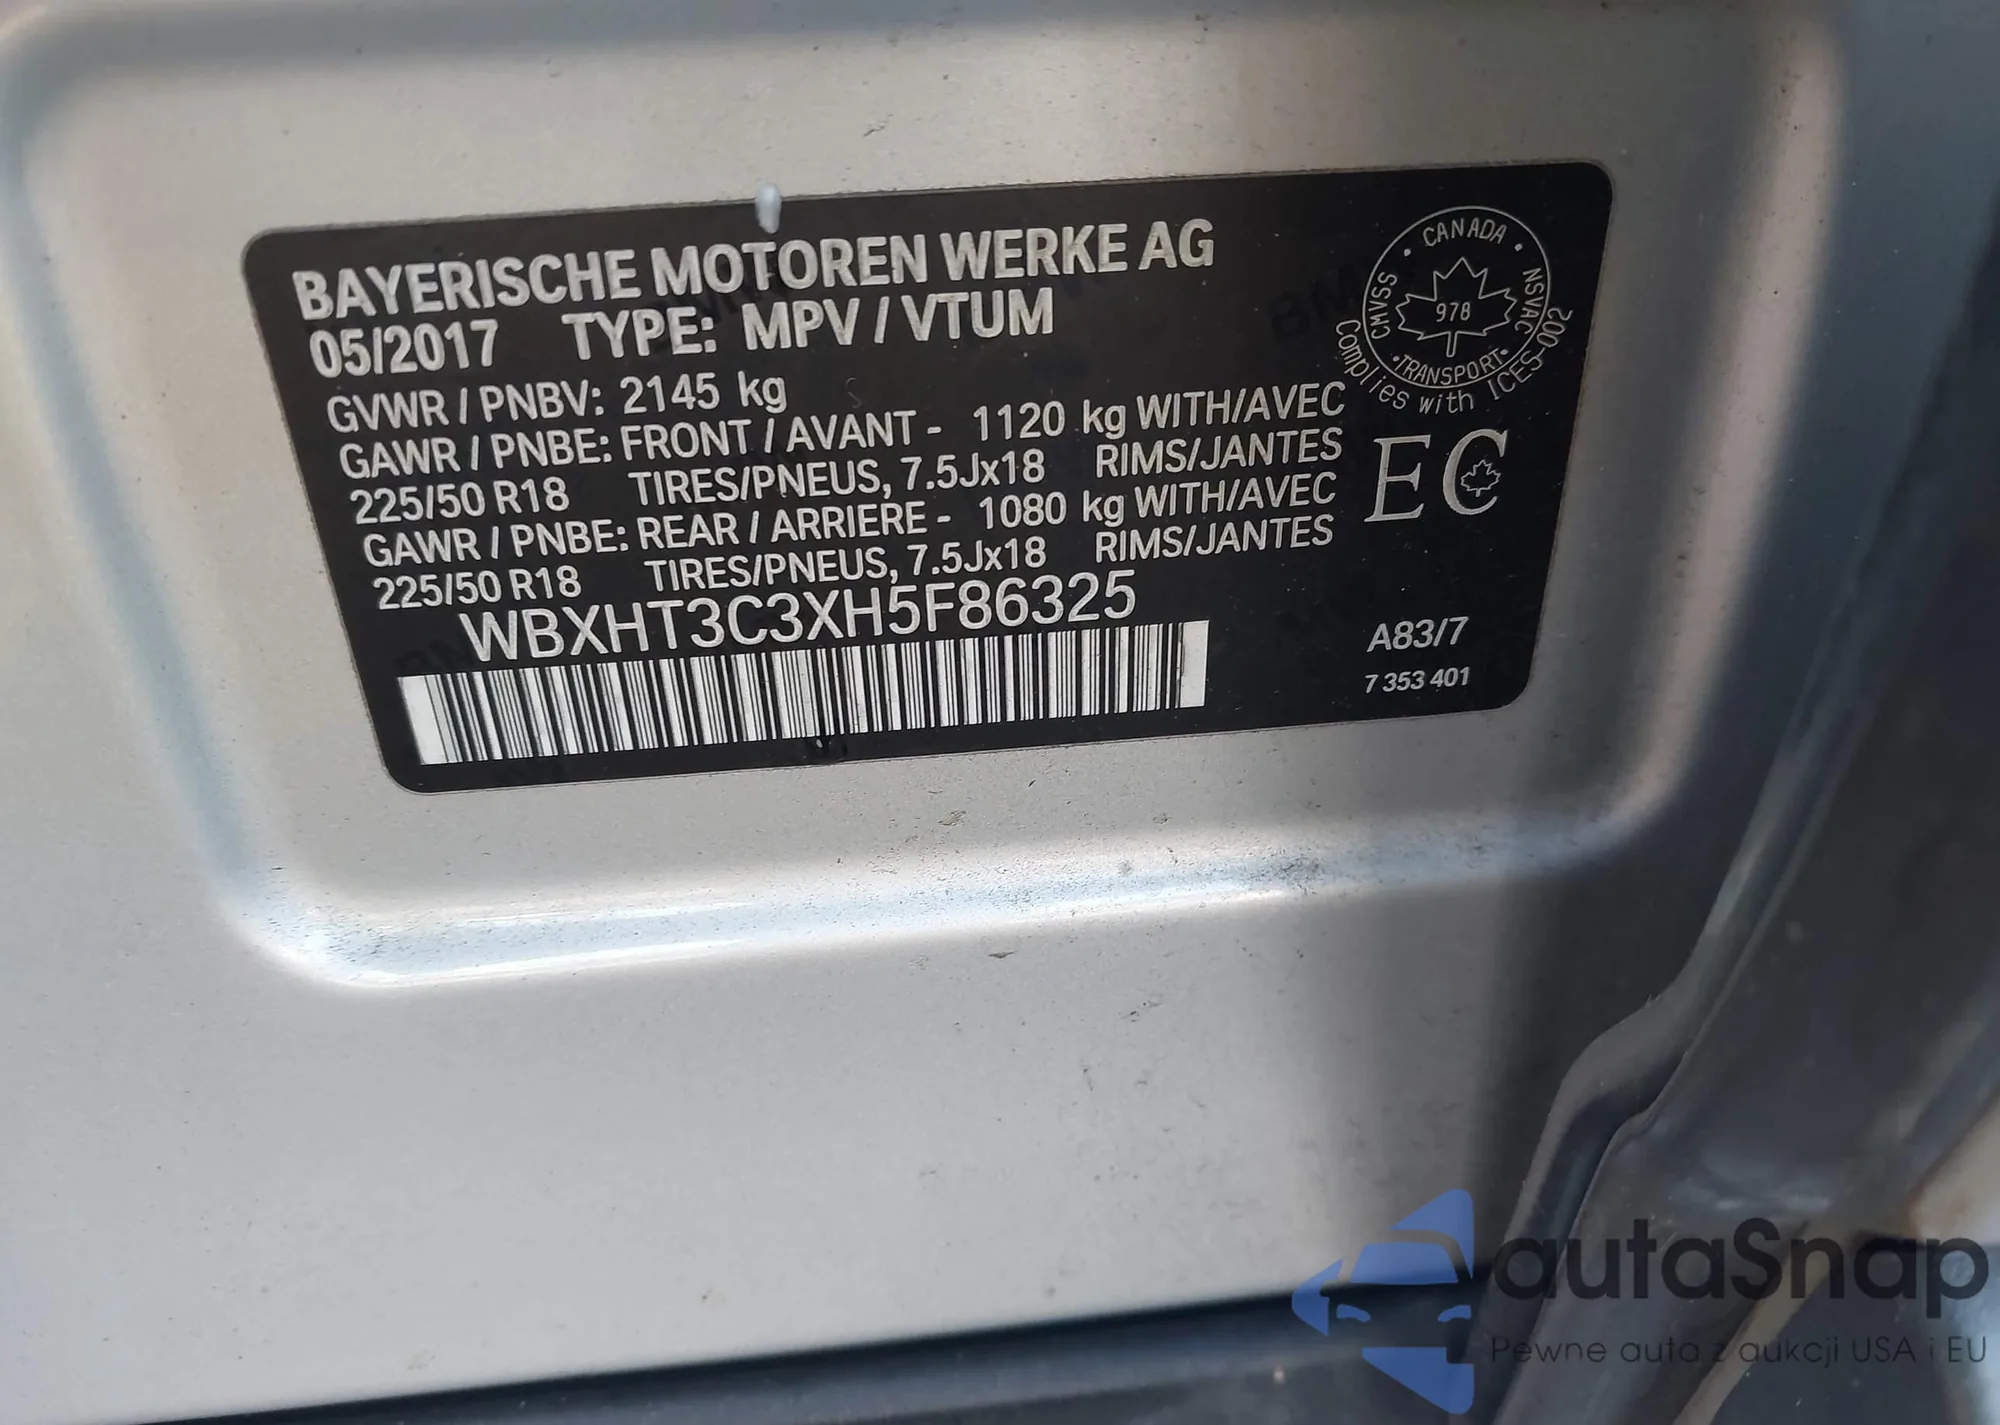 BAYERISCHE MOTOREN WERKE AG
05/2017 TYPE: MPV / VTUM
GVWR / PNBV: 2145 kg
GAWR / PNBE: FRONT / AVANT - 1120 kg WITH/AVEC
225/50 R18 TIRES/PNEUS, 7.5Jx18 RIMS/JANTES
GAWR / PNBE: REAR / ARRIERE - 1080 kg WITH/AVEC
225/50 R18 TIRES/PNEUS, 7.5Jx18 RIMS/JANTES
WBXHT3C3XH5F86325
CANADA
CMVSS 978 NSVAC
TRANSPORT
Complies with ICES-002
EC
A83/7
7 353 401
autaSnap
Pewne auta z aukcji USA i EU